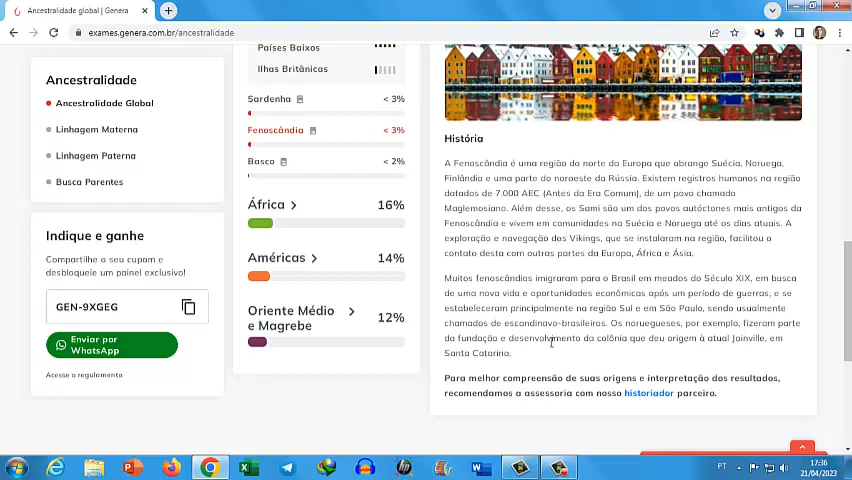 Ancestralidade global | Genera
exames.genera.com.br/ancestralidade
Ancestralidade
Ancestralidade Global
Linhagem Materna
Linhagem Paterna
Busca Parentes
Indique e ganhe
Compartilhe o seu cupom e
desbloqueie um painel exclusivo!
GEN-9XGEG
Enviar por
WhatsApp
Acesse o regulamento
Países Baixos
Ilhas Britânicas
Sardenha < 3%
Fenoscândia < 3%
Basco < 2%
África 16%
Américas 14%
Oriente Médio
e Magrebe 12%
História
A Fenoscândia é uma região do norte da Europa que abrange Suécia, Noruega,
Finlândia e uma parte do noroeste da Rússia. Existem registros humanos na região
datados de 7.000 AEC (Antes da Era Comum), de um povo chamado
Maglemosiano. Além desse, os Sami são um dos povos autóctones mais antigos da
Fenoscândia e vivem em comunidades na Suécia e Noruega até os dias atuais. A
exploração e navegação dos Vikings, que se instalaram na região, facilitou o
contato desta com outras partes da Europa, África e Ásia.
Muitos fenoscândios imigraram para o Brasil em meados do Século XIX, em busca
de uma nova vida e oportunidades econômicas após um período de guerras, e se
estabeleceram principalmente na região Sul e em São Paulo, sendo usualmente
chamados de escandinavo-brasileiros. Os noruegueses, por exemplo, fizeram parte
da fundação e desenvolvimento da colônia que deu origem à atual Joinville, em
Santa Catarina.
Para melhor compreensão de suas origens e interpretação dos resultados,
recomendamos a assessoria com nosso historiador parceiro.
PT
17:36
21/04/2023